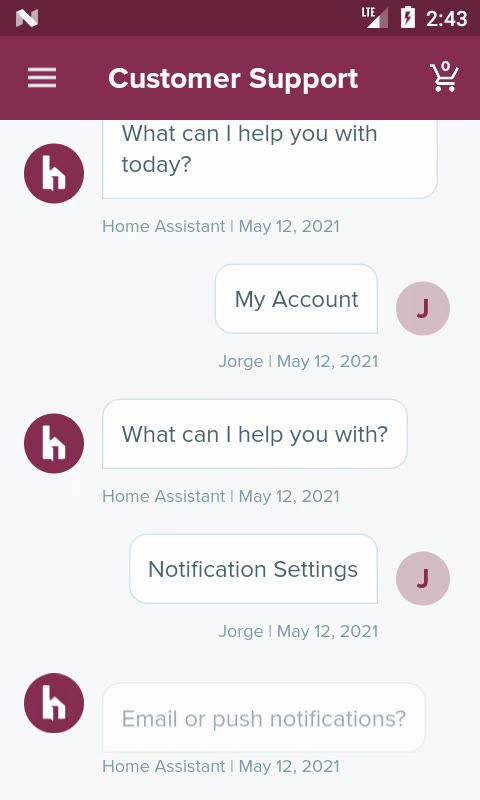 LTE 2:43
Customer Support 0
What can I help you with
today?
h
Home Assistant | May 12, 2021
My Account
J
Jorge | May 12, 2021
What can I help you with?
h
Home Assistant | May 12, 2021
Notification Settings
J
Jorge | May 12, 2021
h
Email or push notifications?
Home Assistant | May 12, 2021